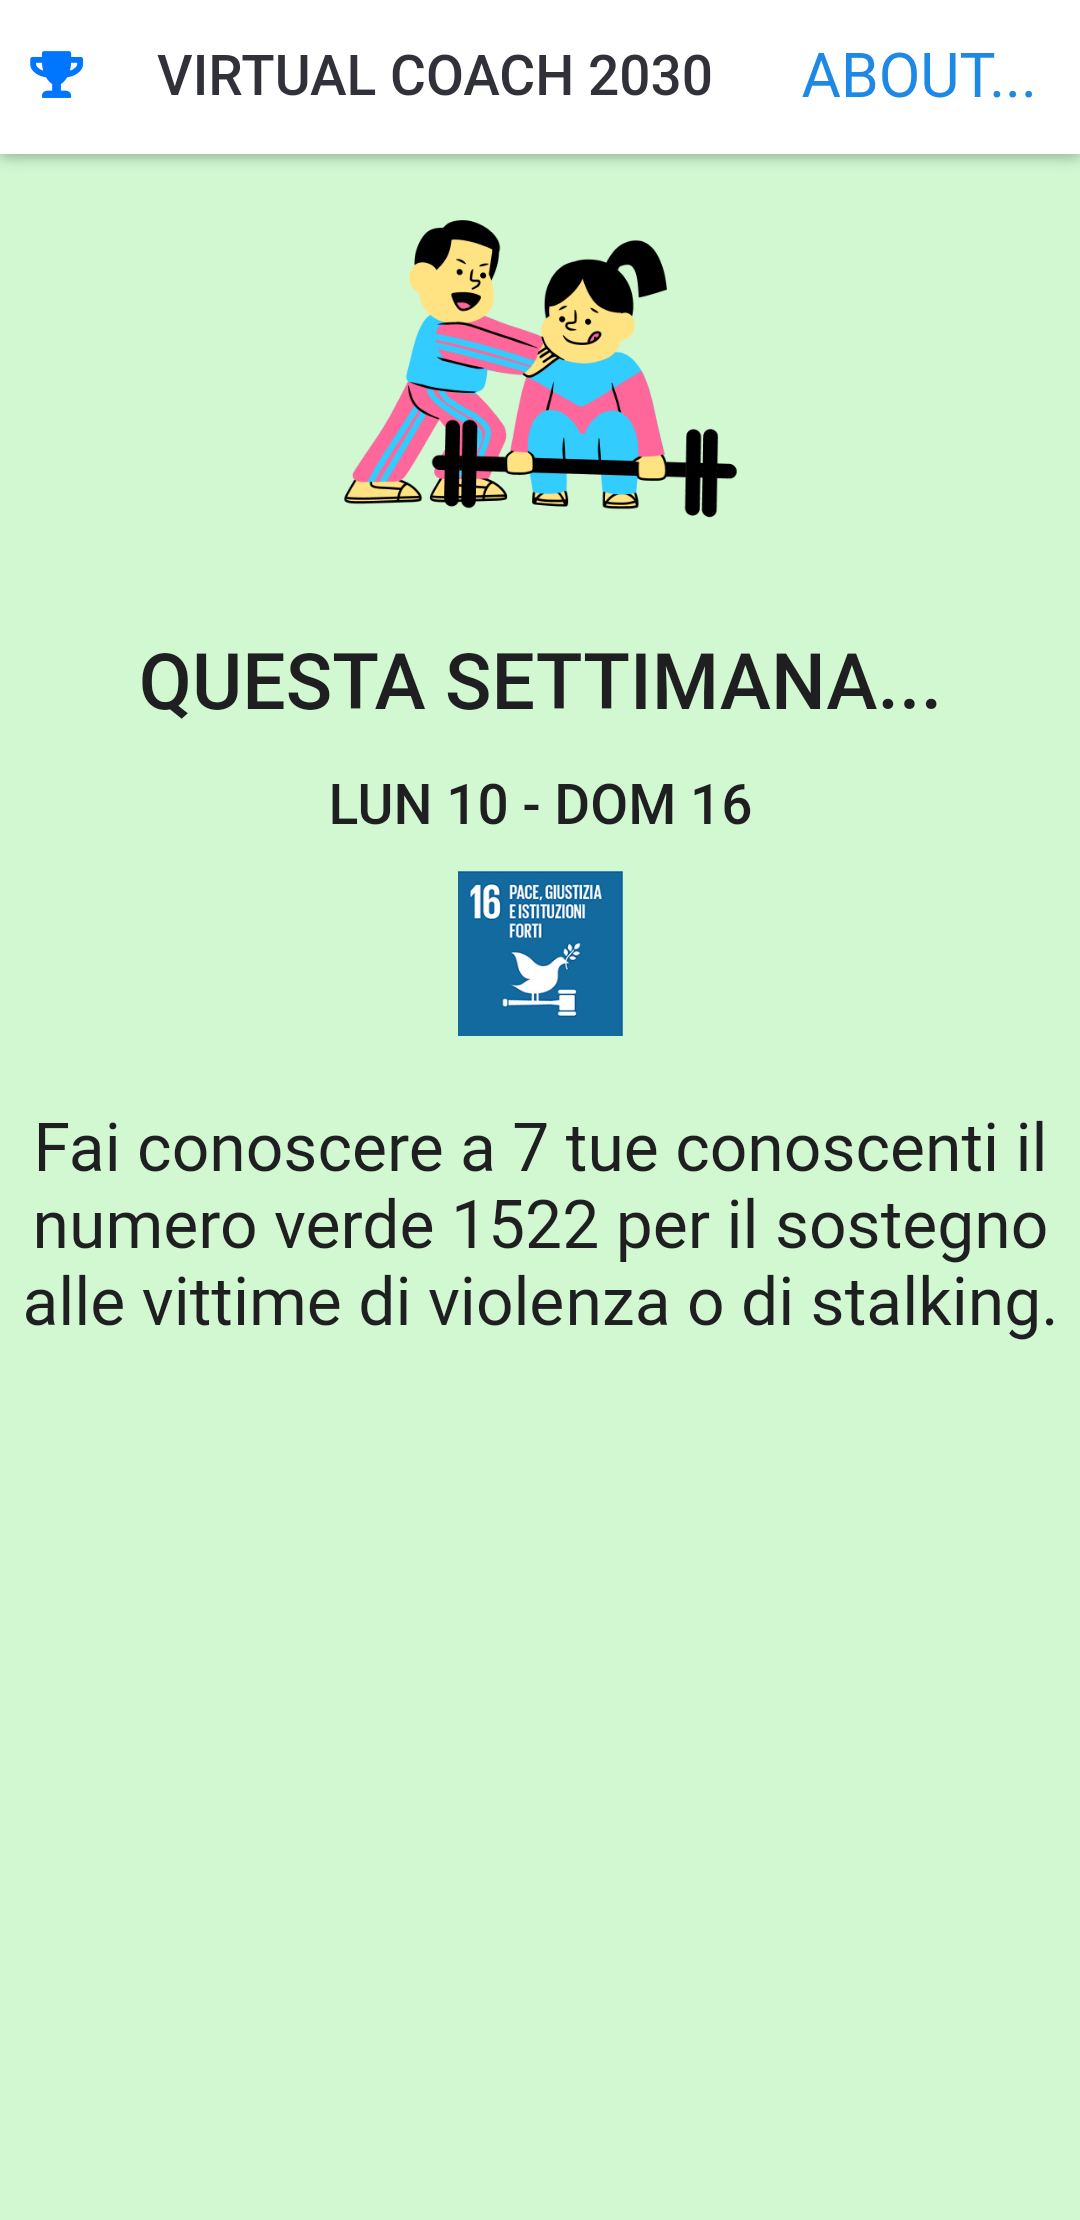 VIRTUAL COACH 2030
ABOUT...
QUESTA SETTIMANA...
LUN 10 - DOM 16
16 PACE, GIUSTIZIA
E ISTITUZIONI
FORTI
Fai conoscere a 7 tue conoscenti il
numero verde 1522 per il sostegno
alle vittime di violenza o di stalking.